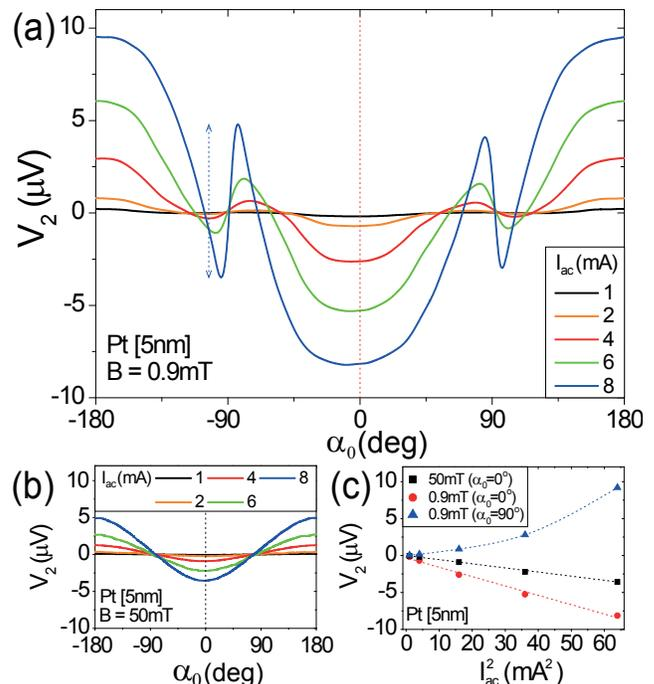 (a)
10
5
0
-5
-10
V2 (μV)
Iac(mA)
1
2
4
6
8
Pt [5nm]
B = 0.9mT
-180 -90 0 90 180
α0(deg)
(b)
10
5
0
-5
-10
V2 (μV)
Iac(mA) 1 4 8
2 6
Pt [5nm]
B = 50mT
-180 -90 0 90 180
α0(deg)
(c)
10
5
0
-5
-10
V2 (μV)
50mT (α0=0°)
0.9mT (α0=0°)
0.9mT (α0=90°)
Pt [5nm]
0 10 20 30 40 50 60
I²ac(mA²)